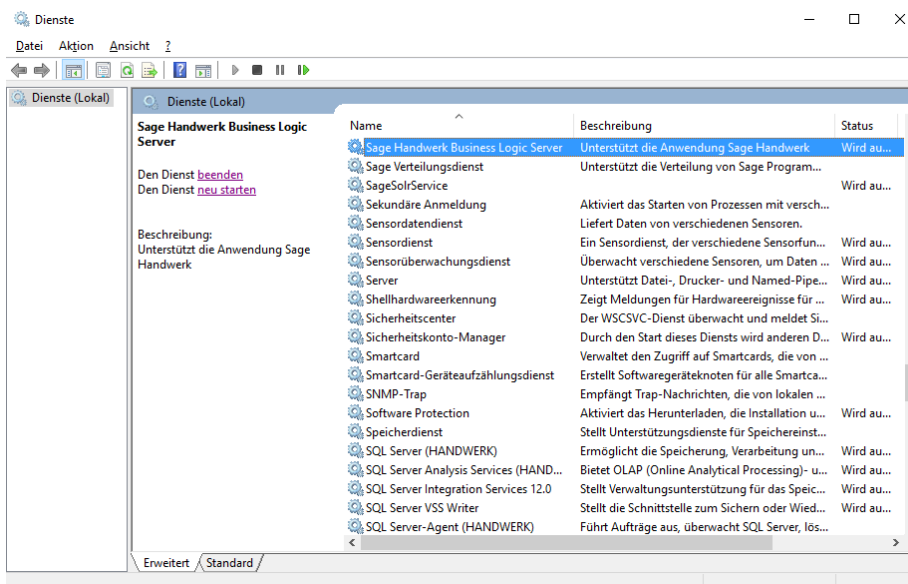 Dienste
Datei Aktion Ansicht ?
Dienste (Lokal)
Dienste (Lokal)
Sage Handwerk Business Logic
Server
Den Dienst beenden
Den Dienst neu starten
Beschreibung:
Unterstützt die Anwendung Sage
Handwerk
Name Beschreibung Status
Sage Handwerk Business Logic Server Unterstützt die Anwendung Sage Handwerk Wird au...
Sage Verteilungsdienst Unterstützt die Verteilung von Sage Program...
SageSolrService Wird au...
Sekundäre Anmeldung Aktiviert das Starten von Prozessen mit versch...
Sensordatendienst Liefert Daten von verschiedenen Sensoren.
Sensordienst Ein Sensordienst, der verschiedene Sensorfun... Wird au...
Sensorüberwachungsdienst Überwacht verschiedene Sensoren, um Daten ... Wird au...
Server Unterstützt Datei-, Drucker- und Named-Pipe... Wird au...
Shellhardwareerkennung Zeigt Meldungen für Hardwareereignisse für ... Wird au...
Sicherheitscenter Der WSCSVC-Dienst überwacht und meldet Si...
Sicherheitskonto-Manager Durch den Start dieses Diensts wird anderen D... Wird au...
Smartcard Verwaltet den Zugriff auf Smartcards, die von ...
Smartcard-Geräteaufzählungsdienst Erstellt Softwaregeräteknoten für alle Smartca...
SNMP-Trap Empfängt Trap-Nachrichten, die von lokalen ...
Software Protection Aktiviert das Herunterladen, die Installation u... Wird au...
Speicherdienst Stellt Unterstützungsdienste für Speichereinst...
SQL Server (HANDWERK) Ermöglicht die Speicherung, Verarbeitung un... Wird au...
SQL Server Analysis Services (HAND... Bietet OLAP (Online Analytical Processing)- u... Wird au...
SQL Server Integration Services 12.0 Stellt Verwaltungsunterstützung für das Speic... Wird au...
SQL Server VSS Writer Stellt die Schnittstelle zum Sichern oder Wied... Wird au...
SQL Server-Agent (HANDWERK) Führt Aufträge aus, überwacht SQL Server, lös...
Erweitert Standard